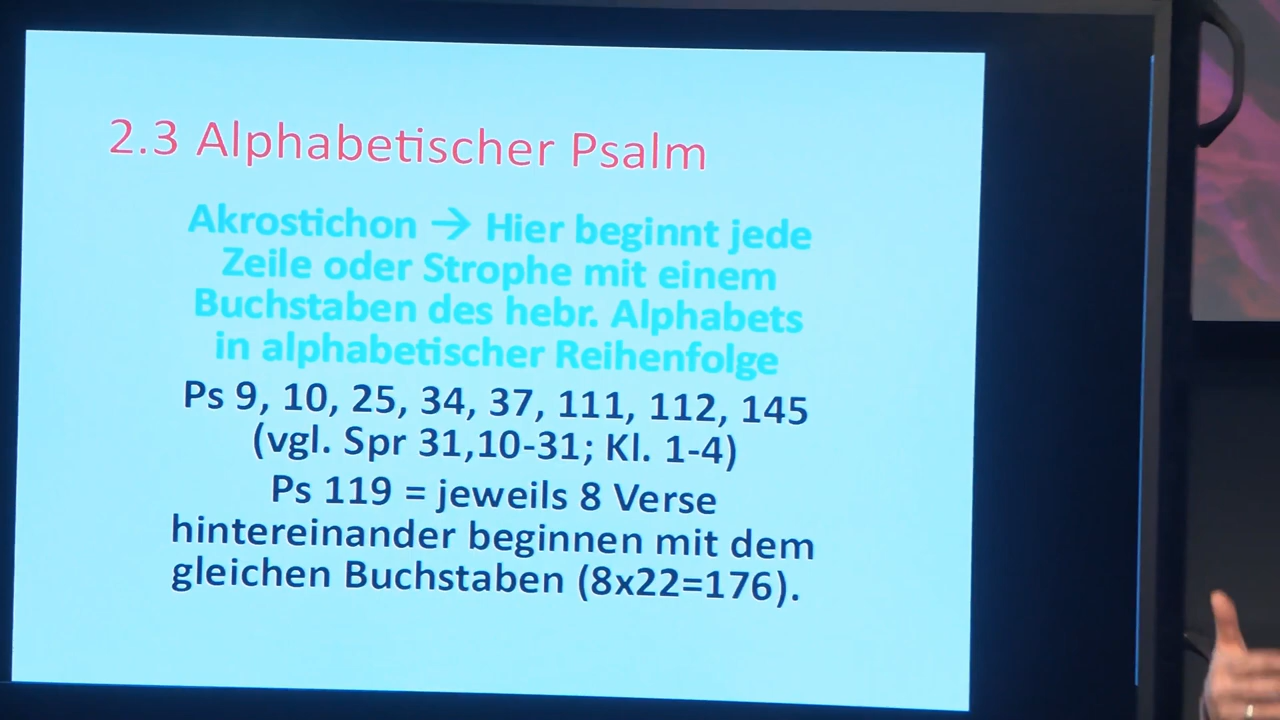 2.3 Alphabetischer Psalm
Akrostichon → Hier beginnt jede
Zeile oder Strophe mit einem
Buchstaben des hebr. Alphabets
in alphabetischer Reihenfolge
Ps 9, 10, 25, 34, 37, 111, 112, 145
(vgl. Spr 31,10-31; Kl. 1-4)
Ps 119 = jeweils 8 Verse
hintereinander beginnen mit dem
gleichen Buchstaben (8x22=176).